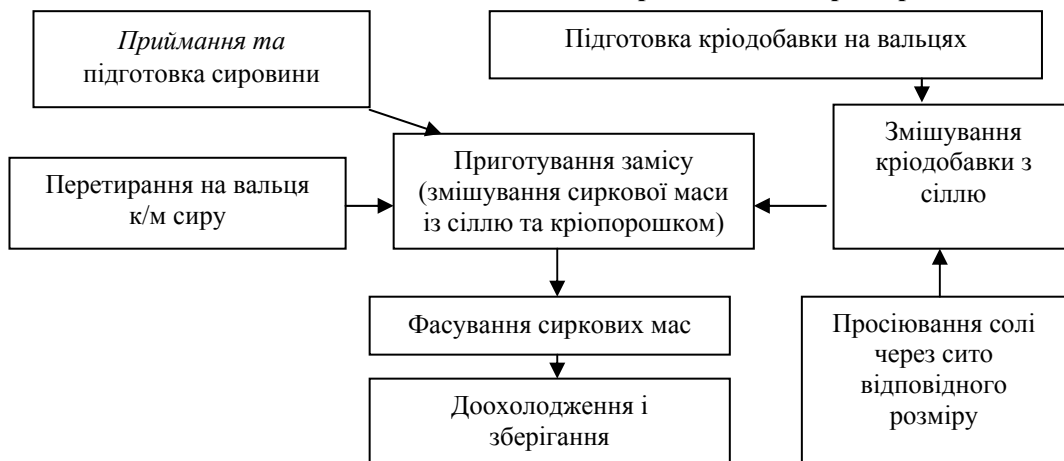 Приймання та
підготовка сировини
Підготовка кріодобавки на вальцях
Перетирання на вальця
к/м сиру
Приготування замісу
(змішування сиркової маси
із сіллю та кріопорошком)
Змішування
кріодобавки з
сіллю
Фасування сиркових мас
Просіювання солі
через сито
відповідного
розміру
Доохолодження і
зберігання